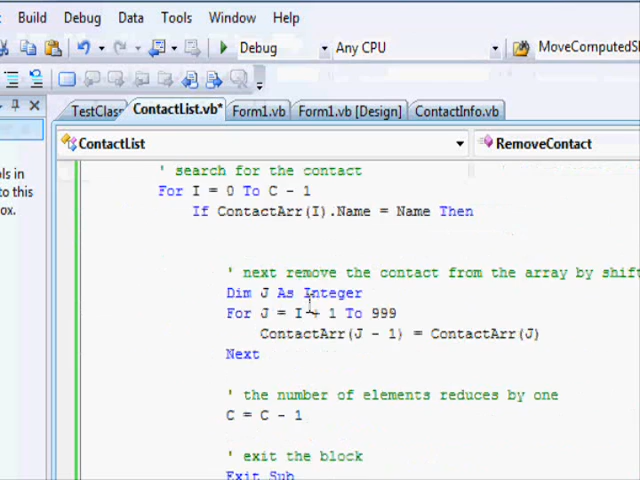 Build Debug Data Tools Window Help
Debug Any CPU MoveComputedSh
TestClass ContactList.vb* Form1.vb Form1.vb [Design] ContactInfo.vb
ContactList RemoveContact
ls in
to this
ox.
' search for the contact
For I = 0 To C - 1
If ContactArr(I).Name = Name Then
' next remove the contact from the array by shift
Dim J As Integer
For J = I + 1 To 999
ContactArr(J - 1) = ContactArr(J)
Next
' the number of elements reduces by one
C = C - 1
' exit the block
Exit Sub